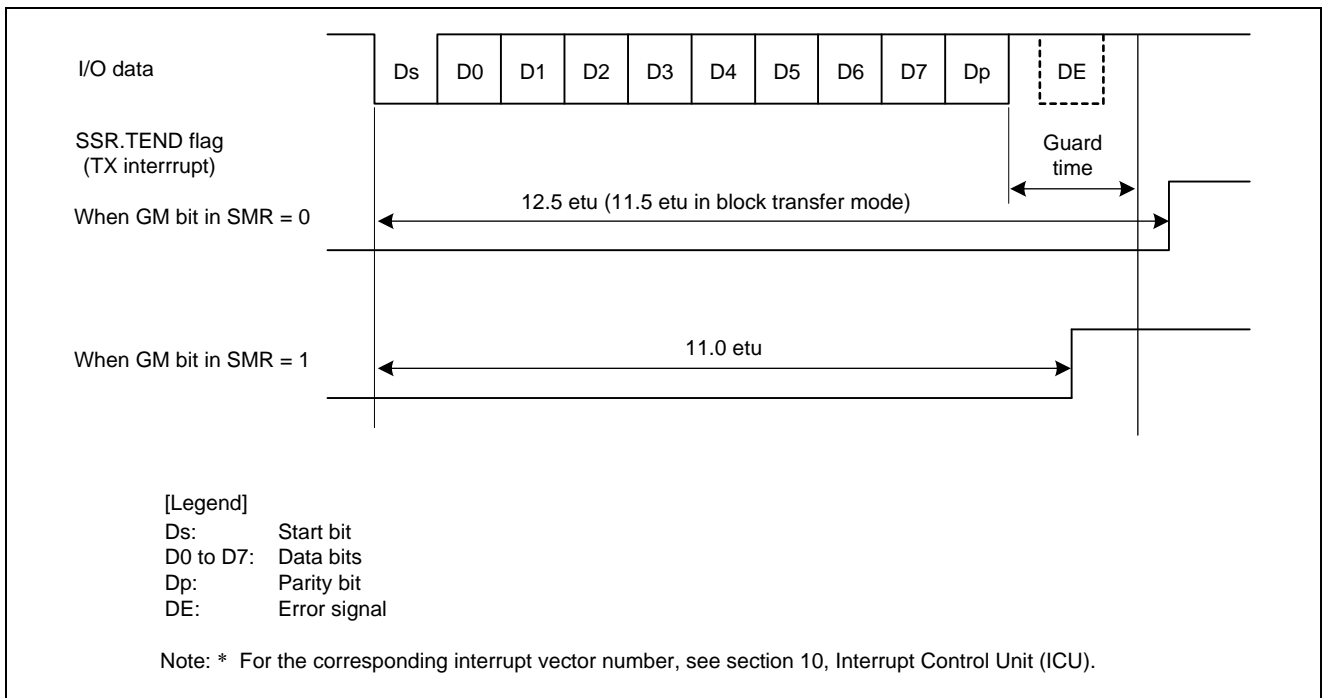 I/O data
Ds D0 D1 D2 D3 D4 D5 D6 D7 Dp DE
SSR.TEND flag
(TX interrrupt)
Guard
time
When GM bit in SMR = 0
12.5 etu (11.5 etu in block transfer mode)
When GM bit in SMR = 1
11.0 etu
[Legend]
Ds: Start bit
D0 to D7: Data bits
Dp: Parity bit
DE: Error signal
Note: * For the corresponding interrupt vector number, see section 10, Interrupt Control Unit (ICU).